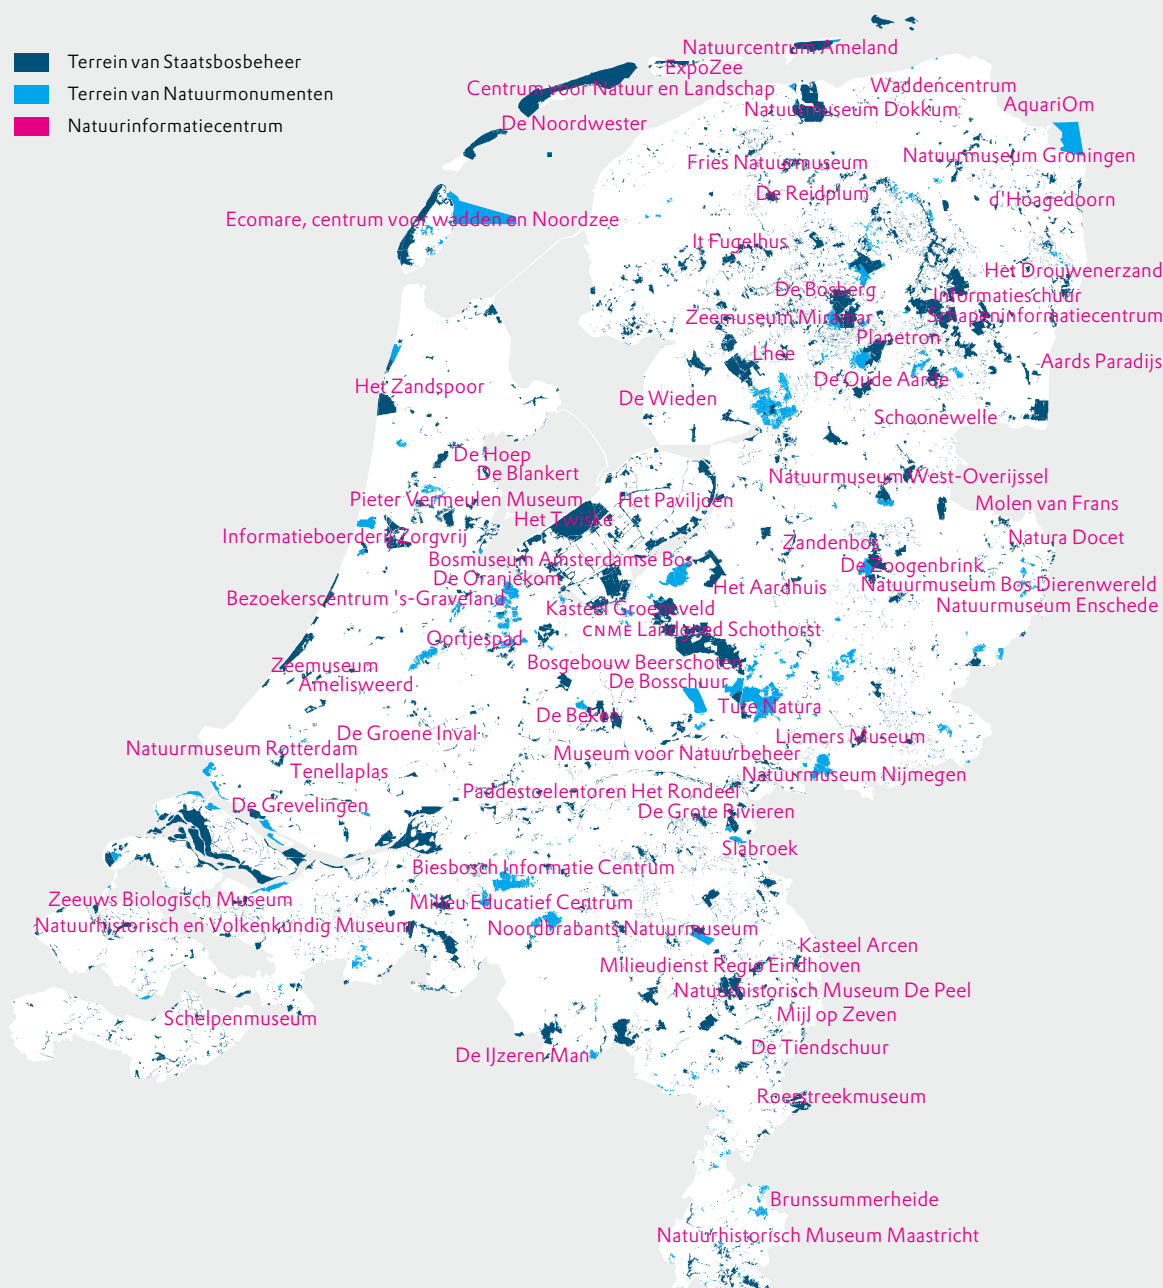 Terrein van Staatsbosbeheer
Terrein van Natuurmonumenten
Natuurinformatiecentrum
Natuurcentrum Ameland
ExpoZee
Centrum voor Natuur en Landschap
Waddencentrum
Natuurmuseum Dokkum
AquariOm
De Noordwester
Fries Natuurmuseum
Natuurmuseum Groningen
De Reidplum
d'Hoagedoorn
Ecomare, centrum voor wadden en Noordzee
It Fugelhus
Het Drouwenerzand
De Bosberg
Informatieschuur
Zeemuseum Miramar
Schapeninformatiecentrum
Planetron
Lhee
Aards Paradijs
De Oude Aarde
Het Zandspoor
De Wieden
Schoonewelle
De Hoep
De Blankert
Natuurmuseum West-Overijssel
Pieter Vermeulen Museum
Het Paviljoen
Molen van Frans
Het Twiske
Informatieboerderij Zorgvrij
Zandenbos
Natura Docet
Bosmuseum Amsterdamse Bos
De Zoogenbrink
De Oranjekom
Het Aardhuis
Natuurmuseum Bos Dierenwereld
Bezoekerscentrum 's-Graveland
Kasteel Groeneveld
Natuurmuseum Enschede
CNME Landgoed Schothorst
Oortjespad
Zeemuseum
Bosgebouw Beerschoten
Amelisweerd
De Bosschuur
Ture Natura
De Beken
De Groene Inval
Liemers Museum
Natuurmuseum Rotterdam
Museum voor Natuurbeheer
Tenellaplas
Natuurmuseum Nijmegen
Paddestoelentoren Het Rondeel
De Grevelingen
De Grote Rivieren
Slabroek
Biesbosch Informatie Centrum
Zeeuws Biologisch Museum
Milieu Educatief Centrum
Natuurhistorisch en Volkenkundig Museum
Noordbrabants Natuurmuseum
Kasteel Arcen
Milieudienst Regio Eindhoven
Natuurhistorisch Museum De Peel
Schelpenmuseum
Mijl op Zeven
De IJzeren Man
De Tiendschuur
Roerstreekmuseum
Brunssummerheide
Natuurhistorisch Museum Maastricht